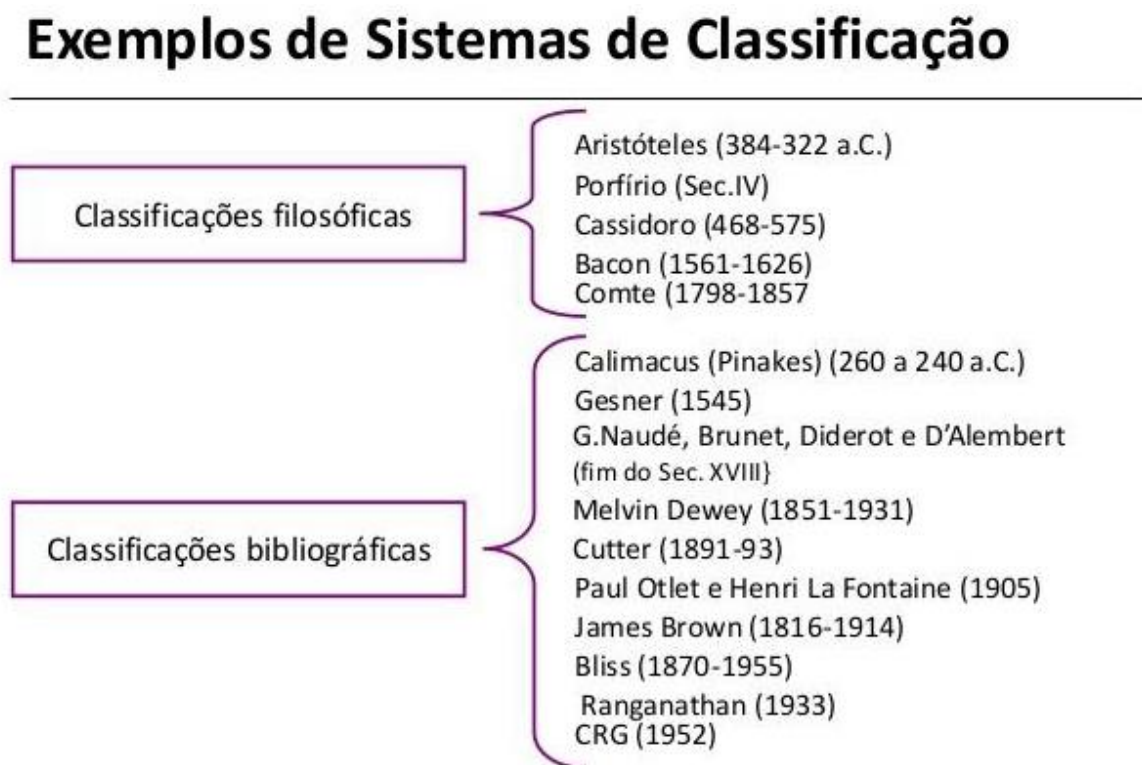 Exemplos de Sistemas de Classificação
Classificações filosóficas
Aristóteles (384-322 a.C.)
Porfírio (Sec.IV)
Cassidoro (468-575)
Bacon (1561-1626)
Comte (1798-1857
Classificações bibliográficas
Calimacus (Pinakes) (260 a 240 a.C.)
Gesner (1545)
G.Naudé, Brunet, Diderot e D’Alembert
(fim do Sec. XVIII}
Melvin Dewey (1851-1931)
Cutter (1891-93)
Paul Otlet e Henri La Fontaine (1905)
James Brown (1816-1914)
Bliss (1870-1955)
Ranganathan (1933)
CRG (1952)